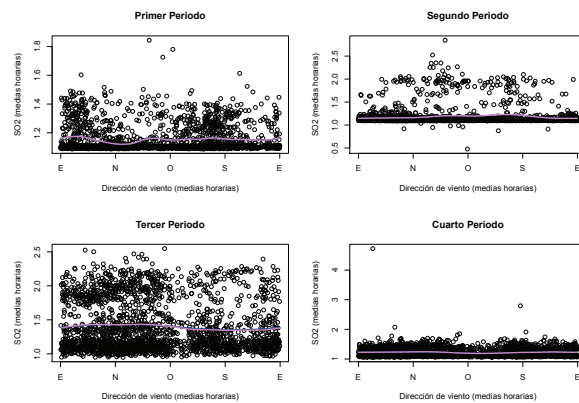 Primer Periodo
SO2 (medias horarias)
1.8
1.6
1.4
1.2
E N O S E
Dirección de viento (medias horarias)
Segundo Periodo
SO2 (medias horarias)
2.5
2.0
1.5
1.0
0.5
E N O S E
Dirección de viento (medias horarias)
Tercer Periodo
SO2 (medias horarias)
2.5
2.0
1.5
1.0
E N O S E
Dirección de viento (medias horarias)
Cuarto Periodo
SO2 (medias horarias)
4
3
2
1
E N O S E
Dirección de viento (medias horarias)